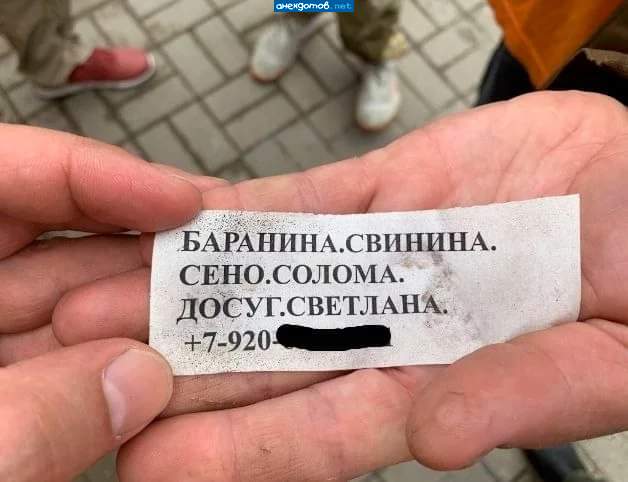 анекдотов.net
БАРАНИНА.СВИНИНА.
СЕНО.СОЛОМА.
ДОСУГ.СВЕТЛАНА.
+7-920-